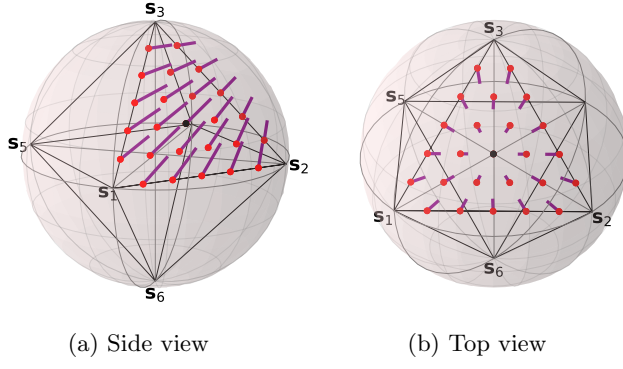 s₃
s₅
s₁
s₂
s₆
(a) Side view
s₃
s₅
s₁
s₂
s₆
(b) Top view